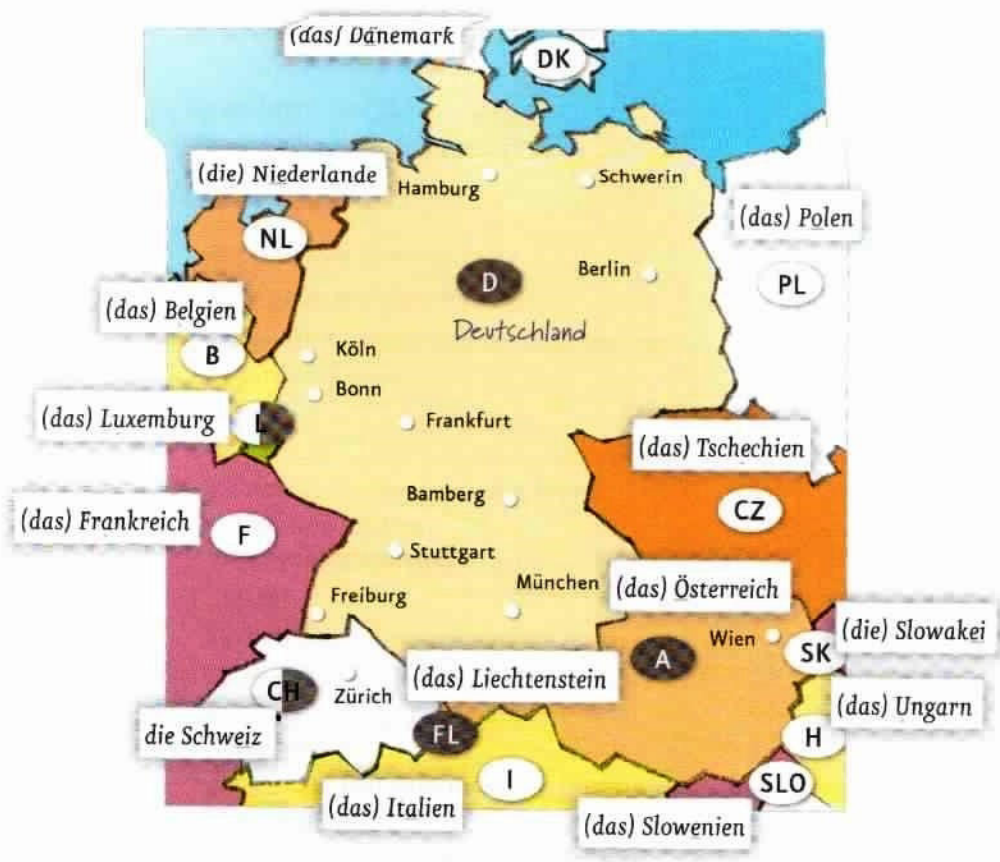 (das) Dänemark
DK
(die) Niederlande
Hamburg
Schwerin
(das) Polen
NL
Berlin
D
PL
Deutschland
(das) Belgien
B
Köln
Bonn
(das) Luxemburg
L
Frankfurt
(das) Tschechien
Bamberg
CZ
(das) Frankreich
F
Stuttgart
München
(das) Österreich
Freiburg
Wien
(die) Slowakei
SK
A
(das) Liechtenstein
CH
Zürich
(das) Ungarn
die Schweiz
FL
H
I
SLO
(das) Italien
(das) Slowenien